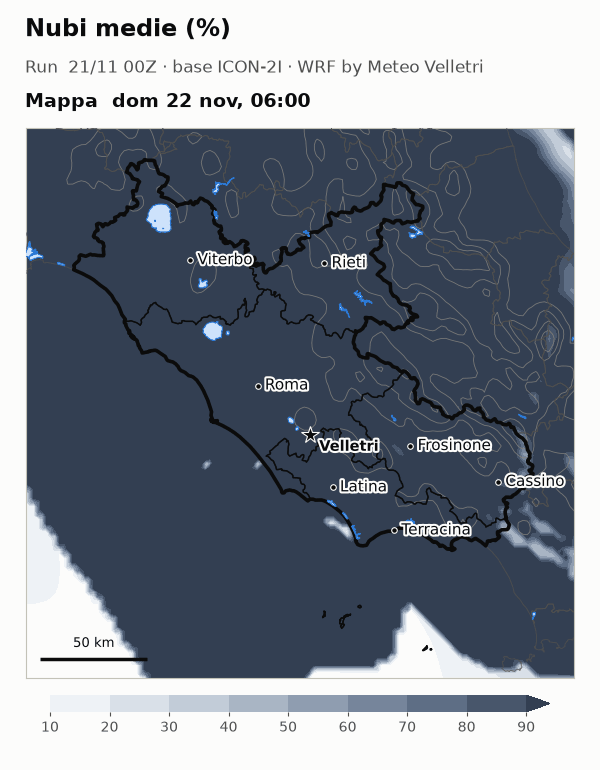 Nubi medie (%)
Run 21/11 00Z · base ICON-2I · WRF by Meteo Velletri
Mappa dom 22 nov, 06:00
Viterbo
Rieti
Roma
Velletri
Frosinone
Cassino
Latina
Terracina
50 km
10 20 30 40 50 60 70 80 90